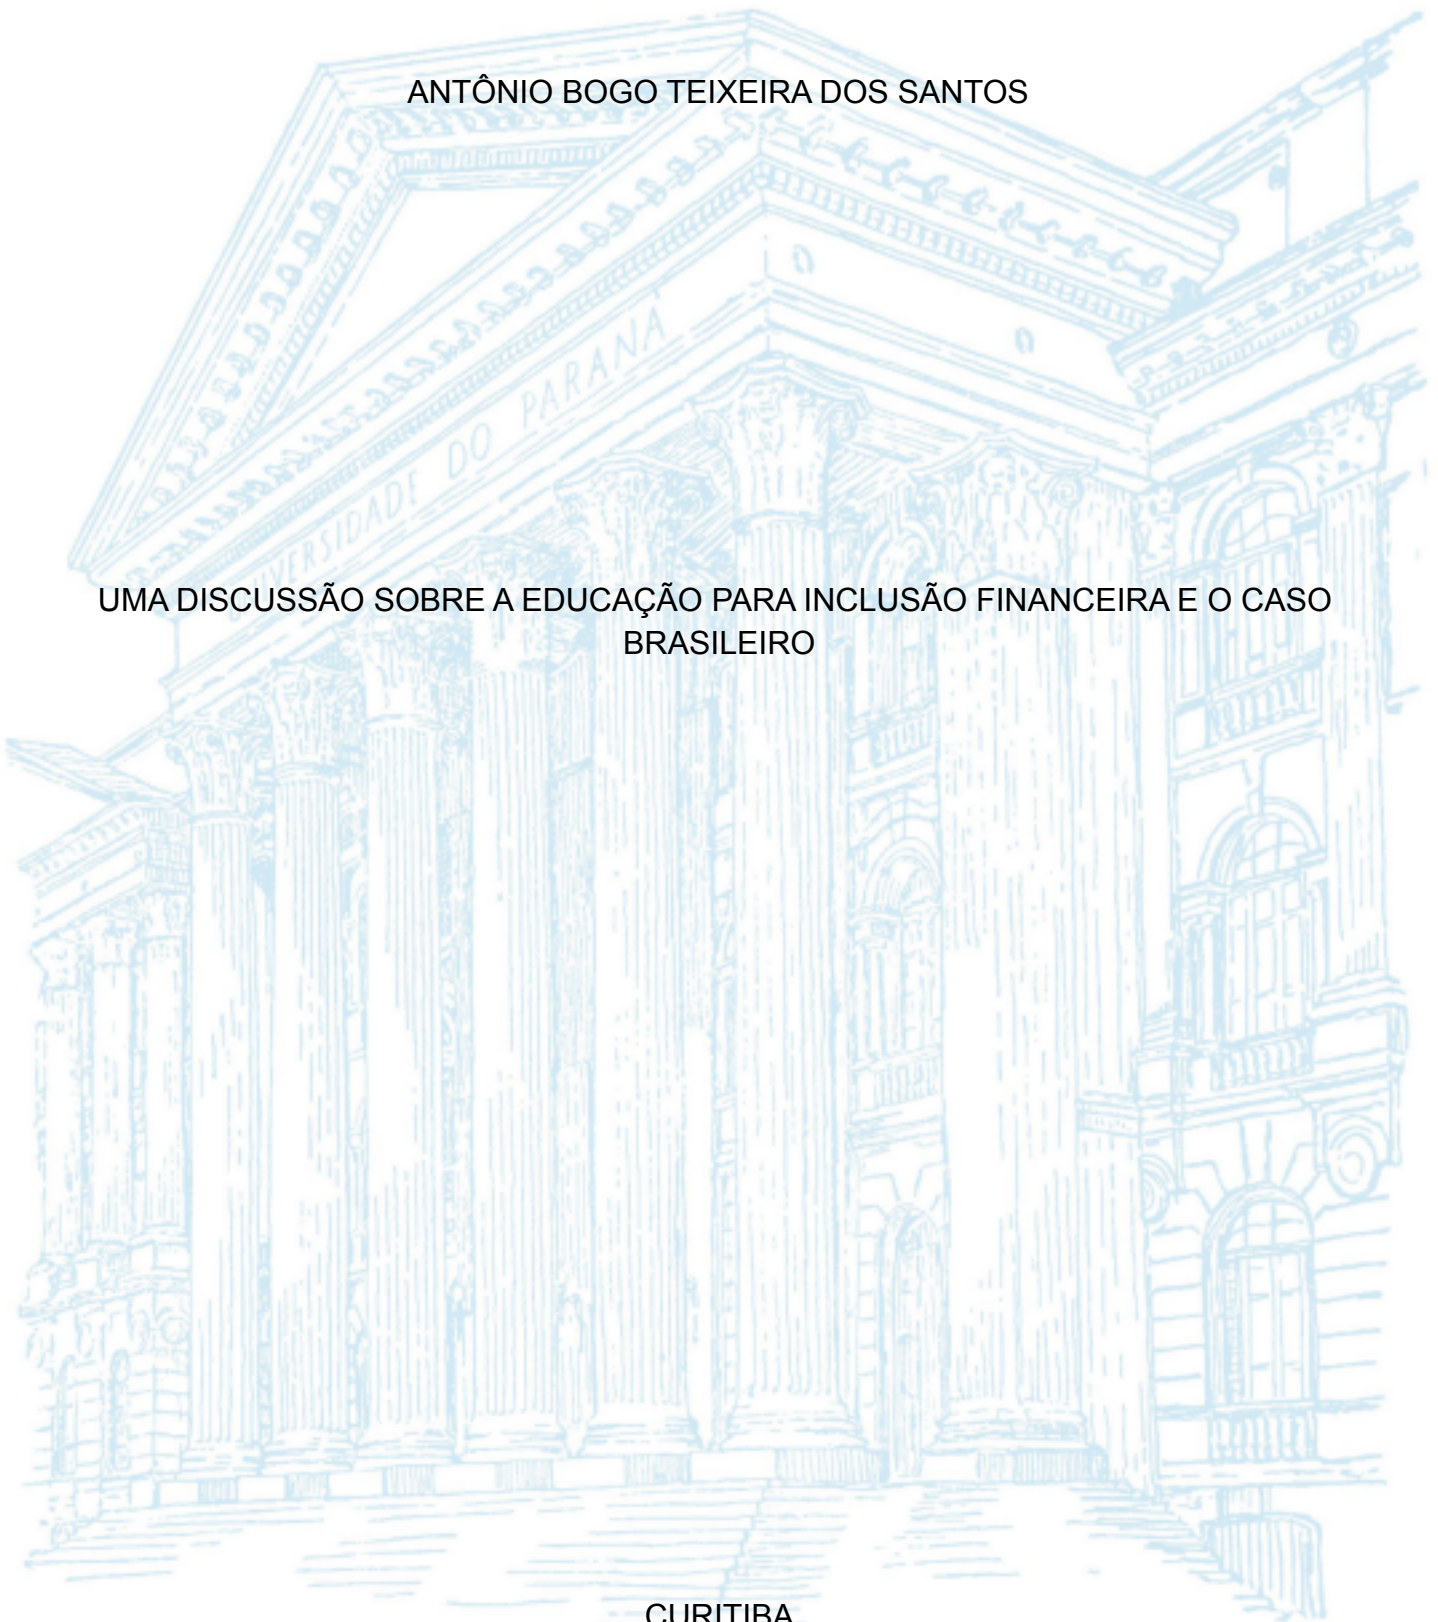 ANTÔNIO BOGO TEIXEIRA DOS SANTOS
UNIVERSIDADE DO PARANÁ
UMA DISCUSSÃO SOBRE A EDUCAÇÃO PARA INCLUSÃO FINANCEIRA E O CASO
BRASILEIRO
CURITIBA